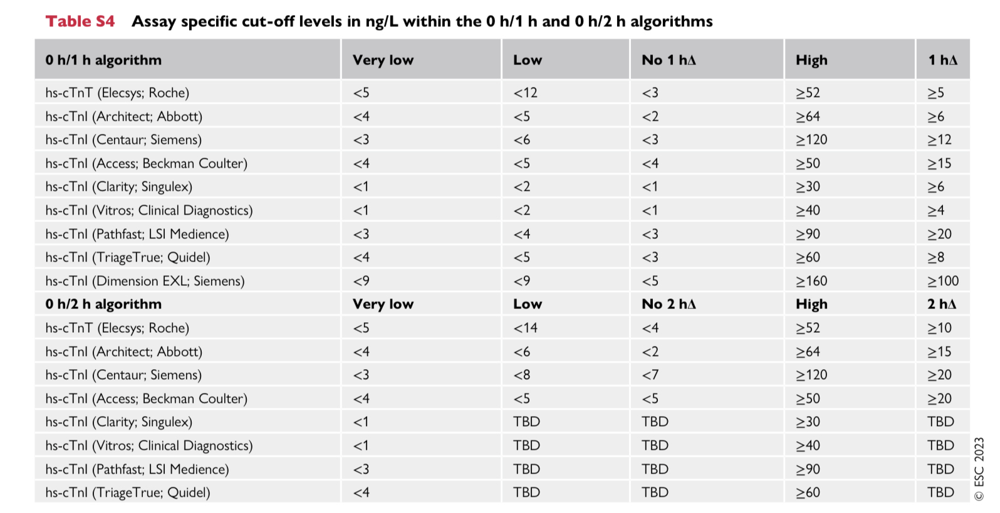 Table S4 Assay specific cut-off levels in ng/L within the 0 h/1 h and 0 h/2 h algorithms
0 h/1 h algorithm Very low Low No 1 hΔ High 1 hΔ
hs-cTnT (Elecsys; Roche) <5 <12 <3 ≥52 ≥5
hs-cTnI (Architect; Abbott) <4 <5 <2 ≥64 ≥6
hs-cTnI (Centaur; Siemens) <3 <6 <3 ≥120 ≥12
hs-cTnI (Access; Beckman Coulter) <4 <5 <4 ≥50 ≥15
hs-cTnI (Clarity; Singulex) <1 <2 <1 ≥30 ≥6
hs-cTnI (Vitros; Clinical Diagnostics) <1 <2 <1 ≥40 ≥4
hs-cTnI (Pathfast; LSI Medience) <3 <4 <3 ≥90 ≥20
hs-cTnI (TriageTrue; Quidel) <4 <5 <3 ≥60 ≥8
hs-cTnI (Dimension EXL; Siemens) <9 <9 <5 ≥160 ≥100
0 h/2 h algorithm Very low Low No 2 hΔ High 2 hΔ
hs-cTnT (Elecsys; Roche) <5 <14 <4 ≥52 ≥10
hs-cTnI (Architect; Abbott) <4 <6 <2 ≥64 ≥15
hs-cTnI (Centaur; Siemens) <3 <8 <7 ≥120 ≥20
hs-cTnI (Access; Beckman Coulter) <4 <5 <5 ≥50 ≥20
hs-cTnI (Clarity; Singulex) <1 TBD TBD ≥30 TBD
hs-cTnI (Vitros; Clinical Diagnostics) <1 TBD TBD ≥40 TBD
hs-cTnI (Pathfast; LSI Medience) <3 TBD TBD ≥90 TBD
hs-cTnI (TriageTrue; Quidel) <4 TBD TBD ≥60 TBD
© ESC 2023